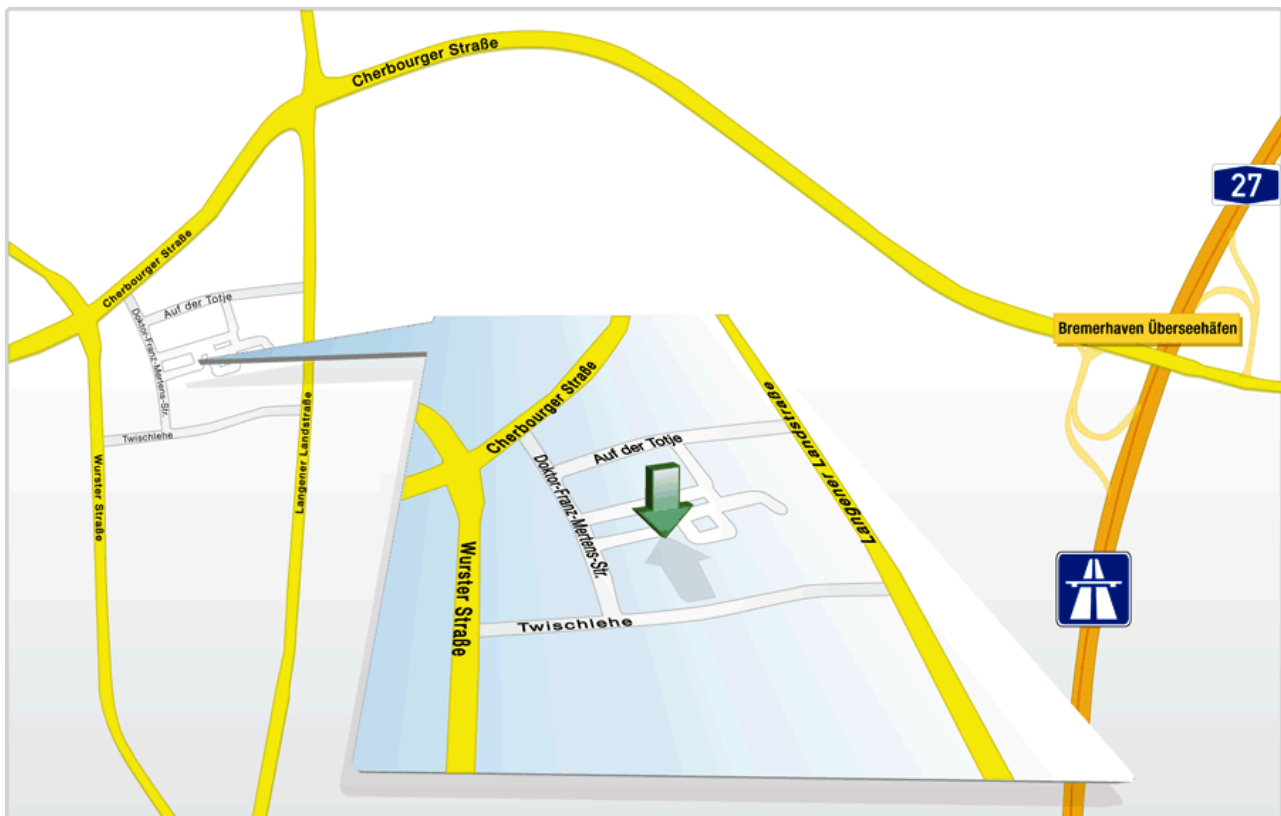 Cherbourger Straße
27
Cherbourger Straße
Auf der Totje
Doktor-Franz-Mertens-Str.
Bremerhaven Überseehäfen
Twischlehe
Wurster Straße
Langener Landstraße
Cherbourger Straße
Langener Landstraße
Auf der Totje
Doktor-Franz-Mertens-Str.
Wurster Straße
Twischlehe